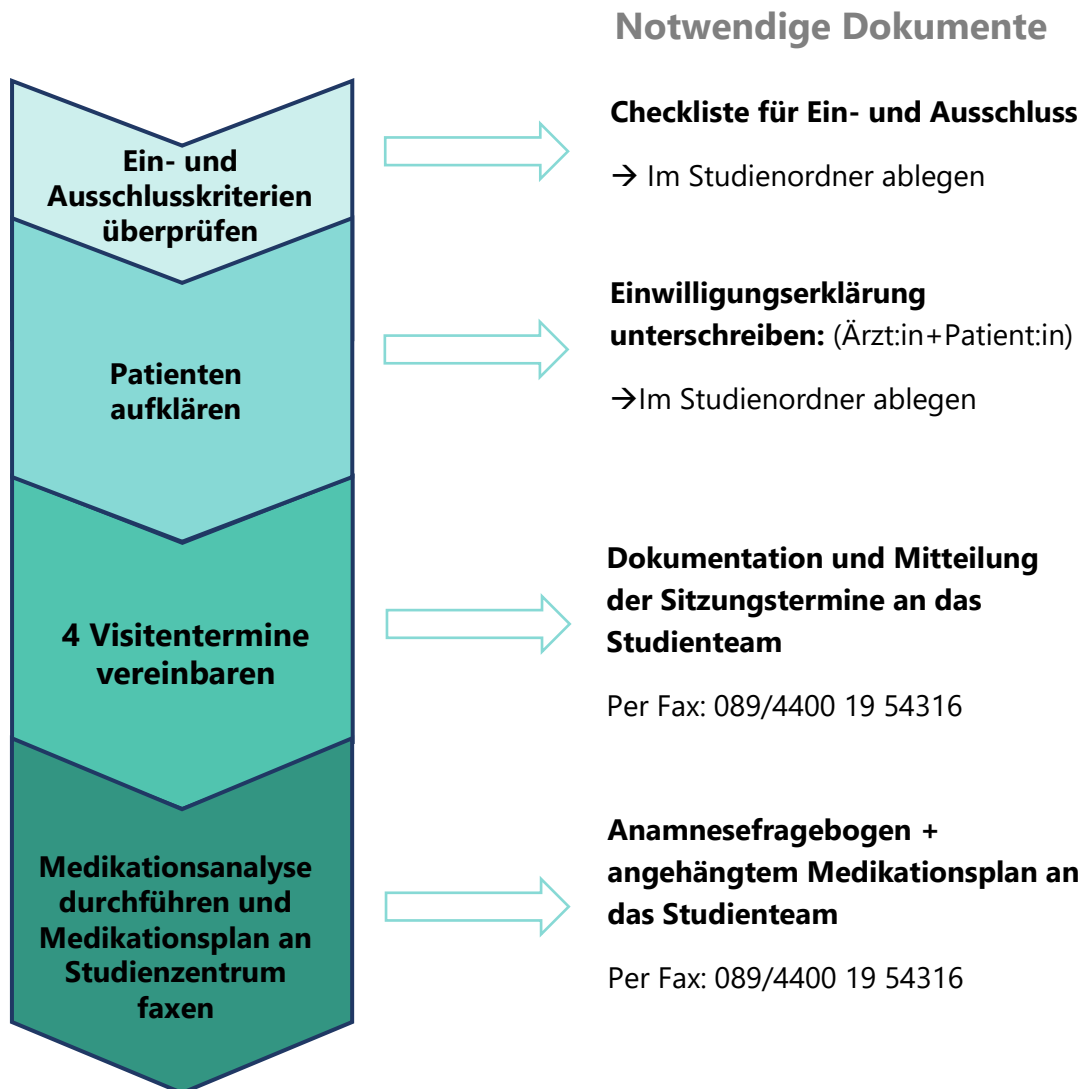 Notwendige Dokumente
Ein- und
Ausschlusskriterien
überprüfen
Checkliste für Ein- und Ausschluss
→ Im Studienordner ablegen
Patienten
aufklären
Einwilligungserklärung
unterschreiben: (Ärzt:in+Patient:in)
→Im Studienordner ablegen
4 Visitentermine
vereinbaren
Dokumentation und Mitteilung
der Sitzungstermine an das
Studienteam
Per Fax: 089/4400 19 54316
Medikationsanalyse
durchführen und
Medikationsplan an
Studienzentrum
faxen
Anamnesefragebogen +
angehängtem Medikationsplan an
das Studienteam
Per Fax: 089/4400 19 54316